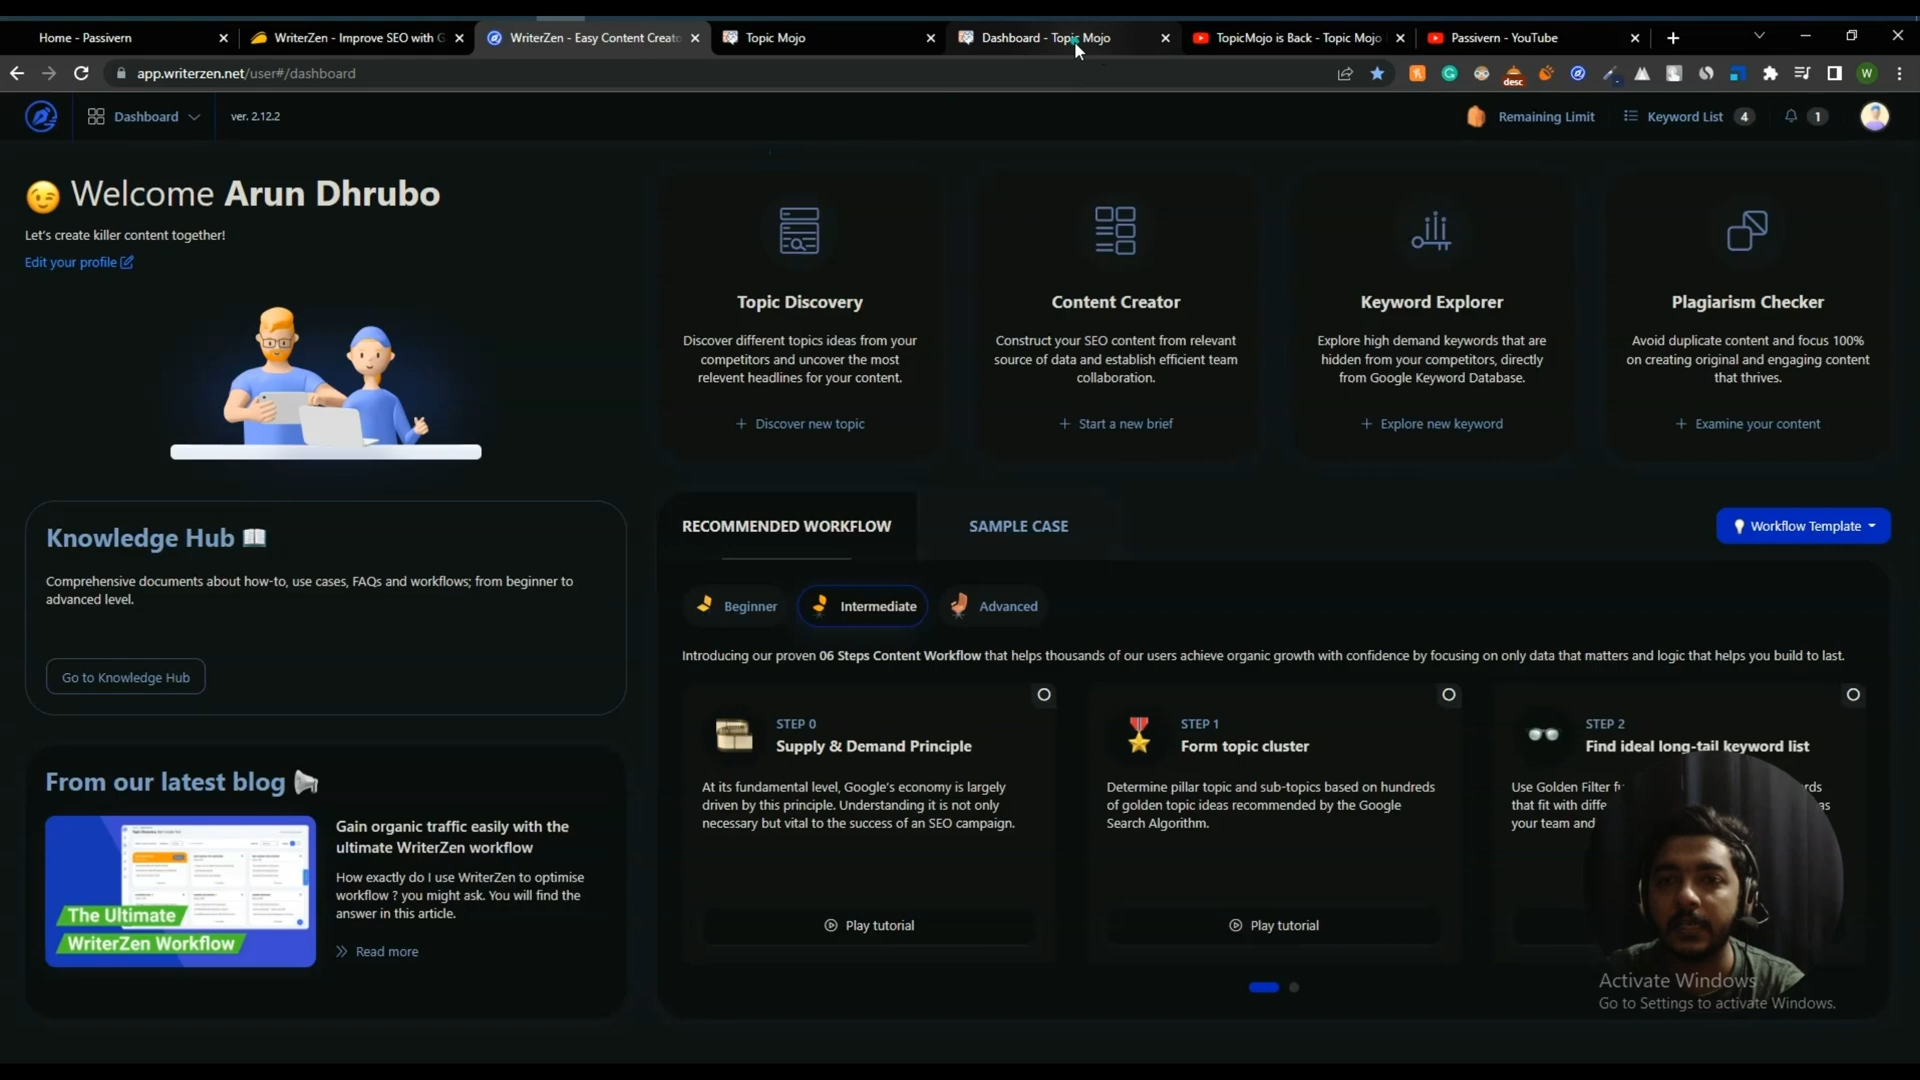 Home - Passivern
WriterZen - Improve SEO with G
WriterZen - Easy Content Creato
Topic Mojo
Dashboard - Topic Mojo
TopicMojo is Back - Topic Mojo
Passivern - YouTube
app.writerzen.net/user#/dashboard
desc
W
Dashboard
ver. 2.12.2
Remaining Limit
Keyword List 4
1
Welcome Arun Dhrubo
Let's create killer content together!
Edit your profile
Topic Discovery
Discover different topics ideas from your
competitors and uncover the most
relevent headlines for your content.
+ Discover new topic
Content Creator
Construct your SEO content from relevant
source of data and establish efficient team
collaboration.
+ Start a new brief
Keyword Explorer
Explore high demand keywords that are
hidden from your competitors, directly
from Google Keyword Database.
+ Explore new keyword
Plagiarism Checker
Avoid duplicate content and focus 100%
on creating original and engaging content
that thrives.
+ Examine your content
Knowledge Hub
Comprehensive documents about how-to, use cases, FAQs and workflows; from beginner to
advanced level.
Go to Knowledge Hub
From our latest blog
The Ultimate
WriterZen Workflow
Gain organic traffic easily with the
ultimate WriterZen workflow
How exactly do I use WriterZen to optimise
workflow ? you might ask. You will find the
answer in this article.
Read more
RECOMMENDED WORKFLOW
SAMPLE CASE
Workflow Template
Beginner
Intermediate
Advanced
Introducing our proven 06 Steps Content Workflow that helps thousands of our users achieve organic growth with confidence by focusing on only data that matters and logic that helps you build to last.
STEP 0
Supply & Demand Principle
At its fundamental level, Google's economy is largely
driven by this principle. Understanding it is not only
necessary but vital to the success of an SEO campaign.
Play tutorial
STEP 1
Form topic cluster
Determine pillar topic and sub-topics based on hundreds
of golden topic ideas recommended by the Google
Search Algorithm.
Play tutorial
STEP 2
Find ideal long-tail keyword list
Use Golden Filter
that fit with
your team and
Activate Windows
Go to Settings to activate Windows.